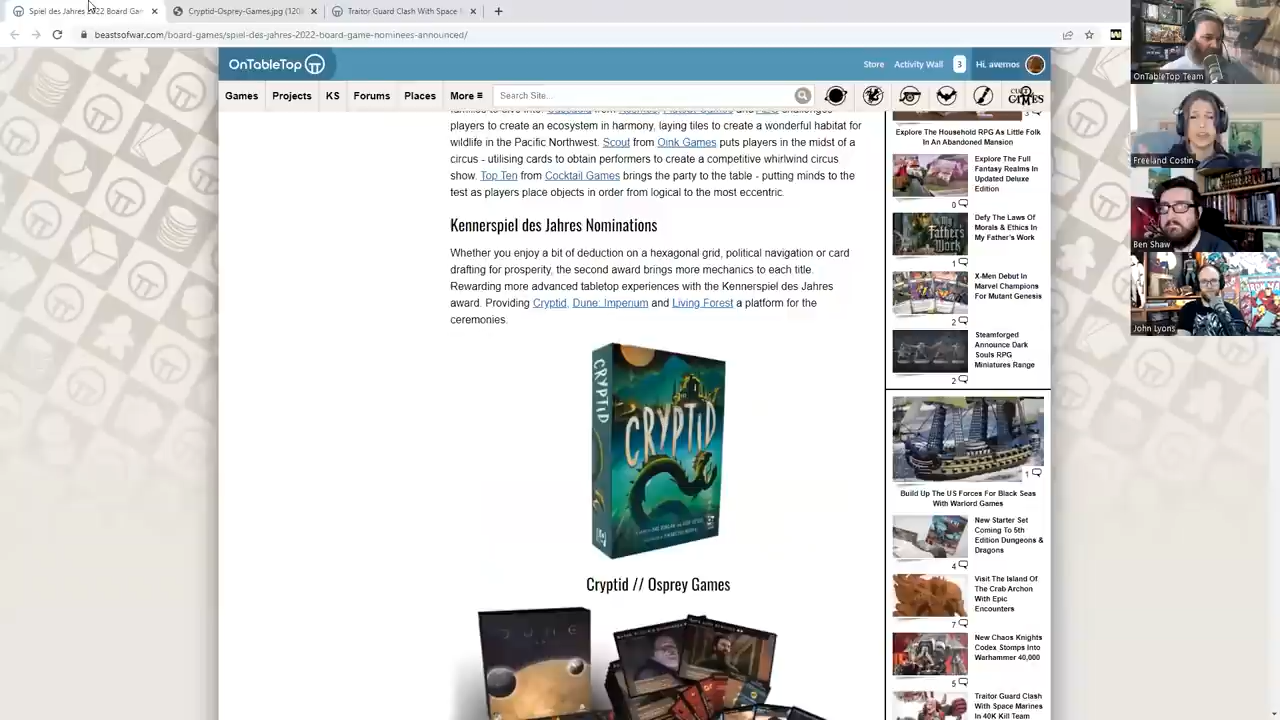 Spiel des Jahres 2022 Board Gam
Cryptid-Osprey-Games.jpg (120
Traitor Guard Clash With Space
beastsofwar.com/board-games/spiel-des-jahres-2022-board-game-nominees-announced/
OnTableTop
Store
Activity Wall
3
Hi, avernos
Games
Projects
KS
Forums
Places
Search Site...
GAMES
players to create an ecosystem in harmony, laying tiles to create a wonderful habitat for
wildlife in the Pacific Northwest. Scout from Oink Games puts players in the midst of a
circus - utilising cards to obtain performers to create a competitive whirlwind circus
show. Top Ten from Cocktail Games brings the party to the table - putting minds to the
test as players place subjects in order from logical to the most eccentric.
Kennerspiel des Jahres Nominations
Whether you enjoy a bit of deduction on a hexagonal grid, political navigation or card
drafting for prosperity, the second award brings more mechanics to each title.
Rewarding more advanced tabletop experiences with the Kennerspiel des Jahres
award. Providing Cryptid, Dune: Imperium and Living Forest a platform for the
ceremonies.
CRYPTID
CRYPTID
Cryptid // Osprey Games
DUNE
3
Explore The Household RPG As Little Folk
In An Abandoned Mansion
Explore The Full
Fantasy Realms In
Updated Deluxe
Edition
0
My Father's Work
Defy The Laws Of
Morals & Ethics In
My Father's Work
1
X-Men Debut In
Marvel Champions
For Mutant Genesis
2
Steamforged
Announce Dark
Souls RPG
Miniatures Range
2
1
Build Up The US Forces For Black Seas
With Warlord Games
New Starter Set
Coming To 5th
Edition Dungeons &
Dragons
4
Visit The Island Of
The Crab Archon
With Epic
Encounters
7
New Chaos Knights
Codex Stomps Into
Warhammer 40,000
5
Traitor Guard Clash
With Space Marines
In 40K Kill Team
OnTableTop Team
Freeland Costin
Ben Shaw
John Lyons